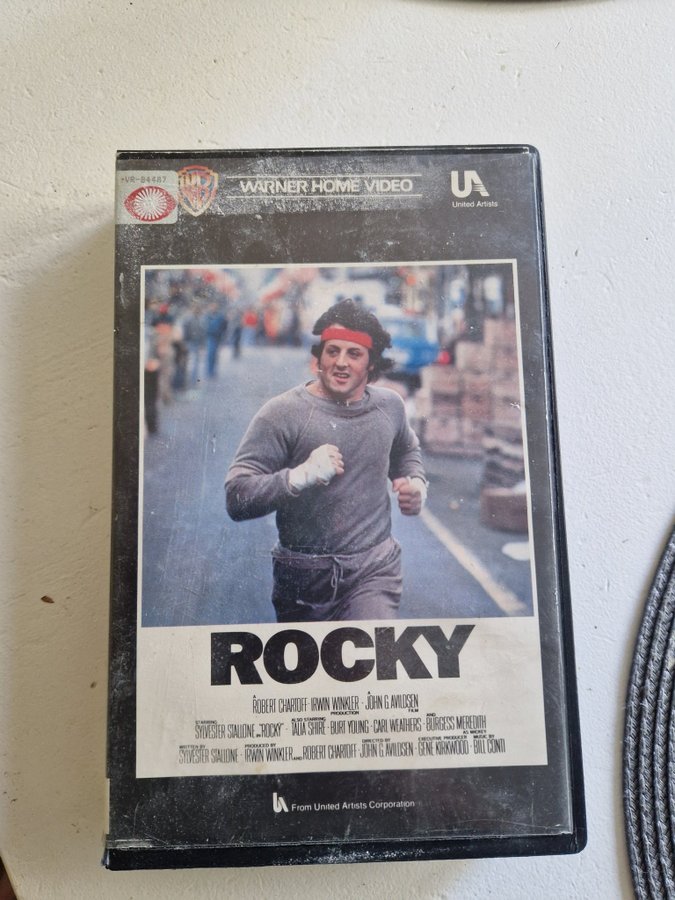 VR-84487
WARNER HOME VIDEO
UA
United Artists
ROCKY
A ROBERT CHARTOFF · IRWIN WINKLER PRODUCTION · A JOHN G. AVILDSEN FILM
STARRING SYLVESTER STALLONE AS "ROCKY" · ALSO STARRING TALIA SHIRE · BURT YOUNG · CARL WEATHERS · AND BURGESS MEREDITH AS MICKEY
WRITTEN BY SYLVESTER STALLONE · PRODUCED BY IRWIN WINKLER AND ROBERT CHARTOFF · DIRECTED BY JOHN G. AVILDSEN · EXECUTIVE PRODUCER GENE KIRKWOOD · MUSIC BY BILL CONTI
From United Artists Corporation